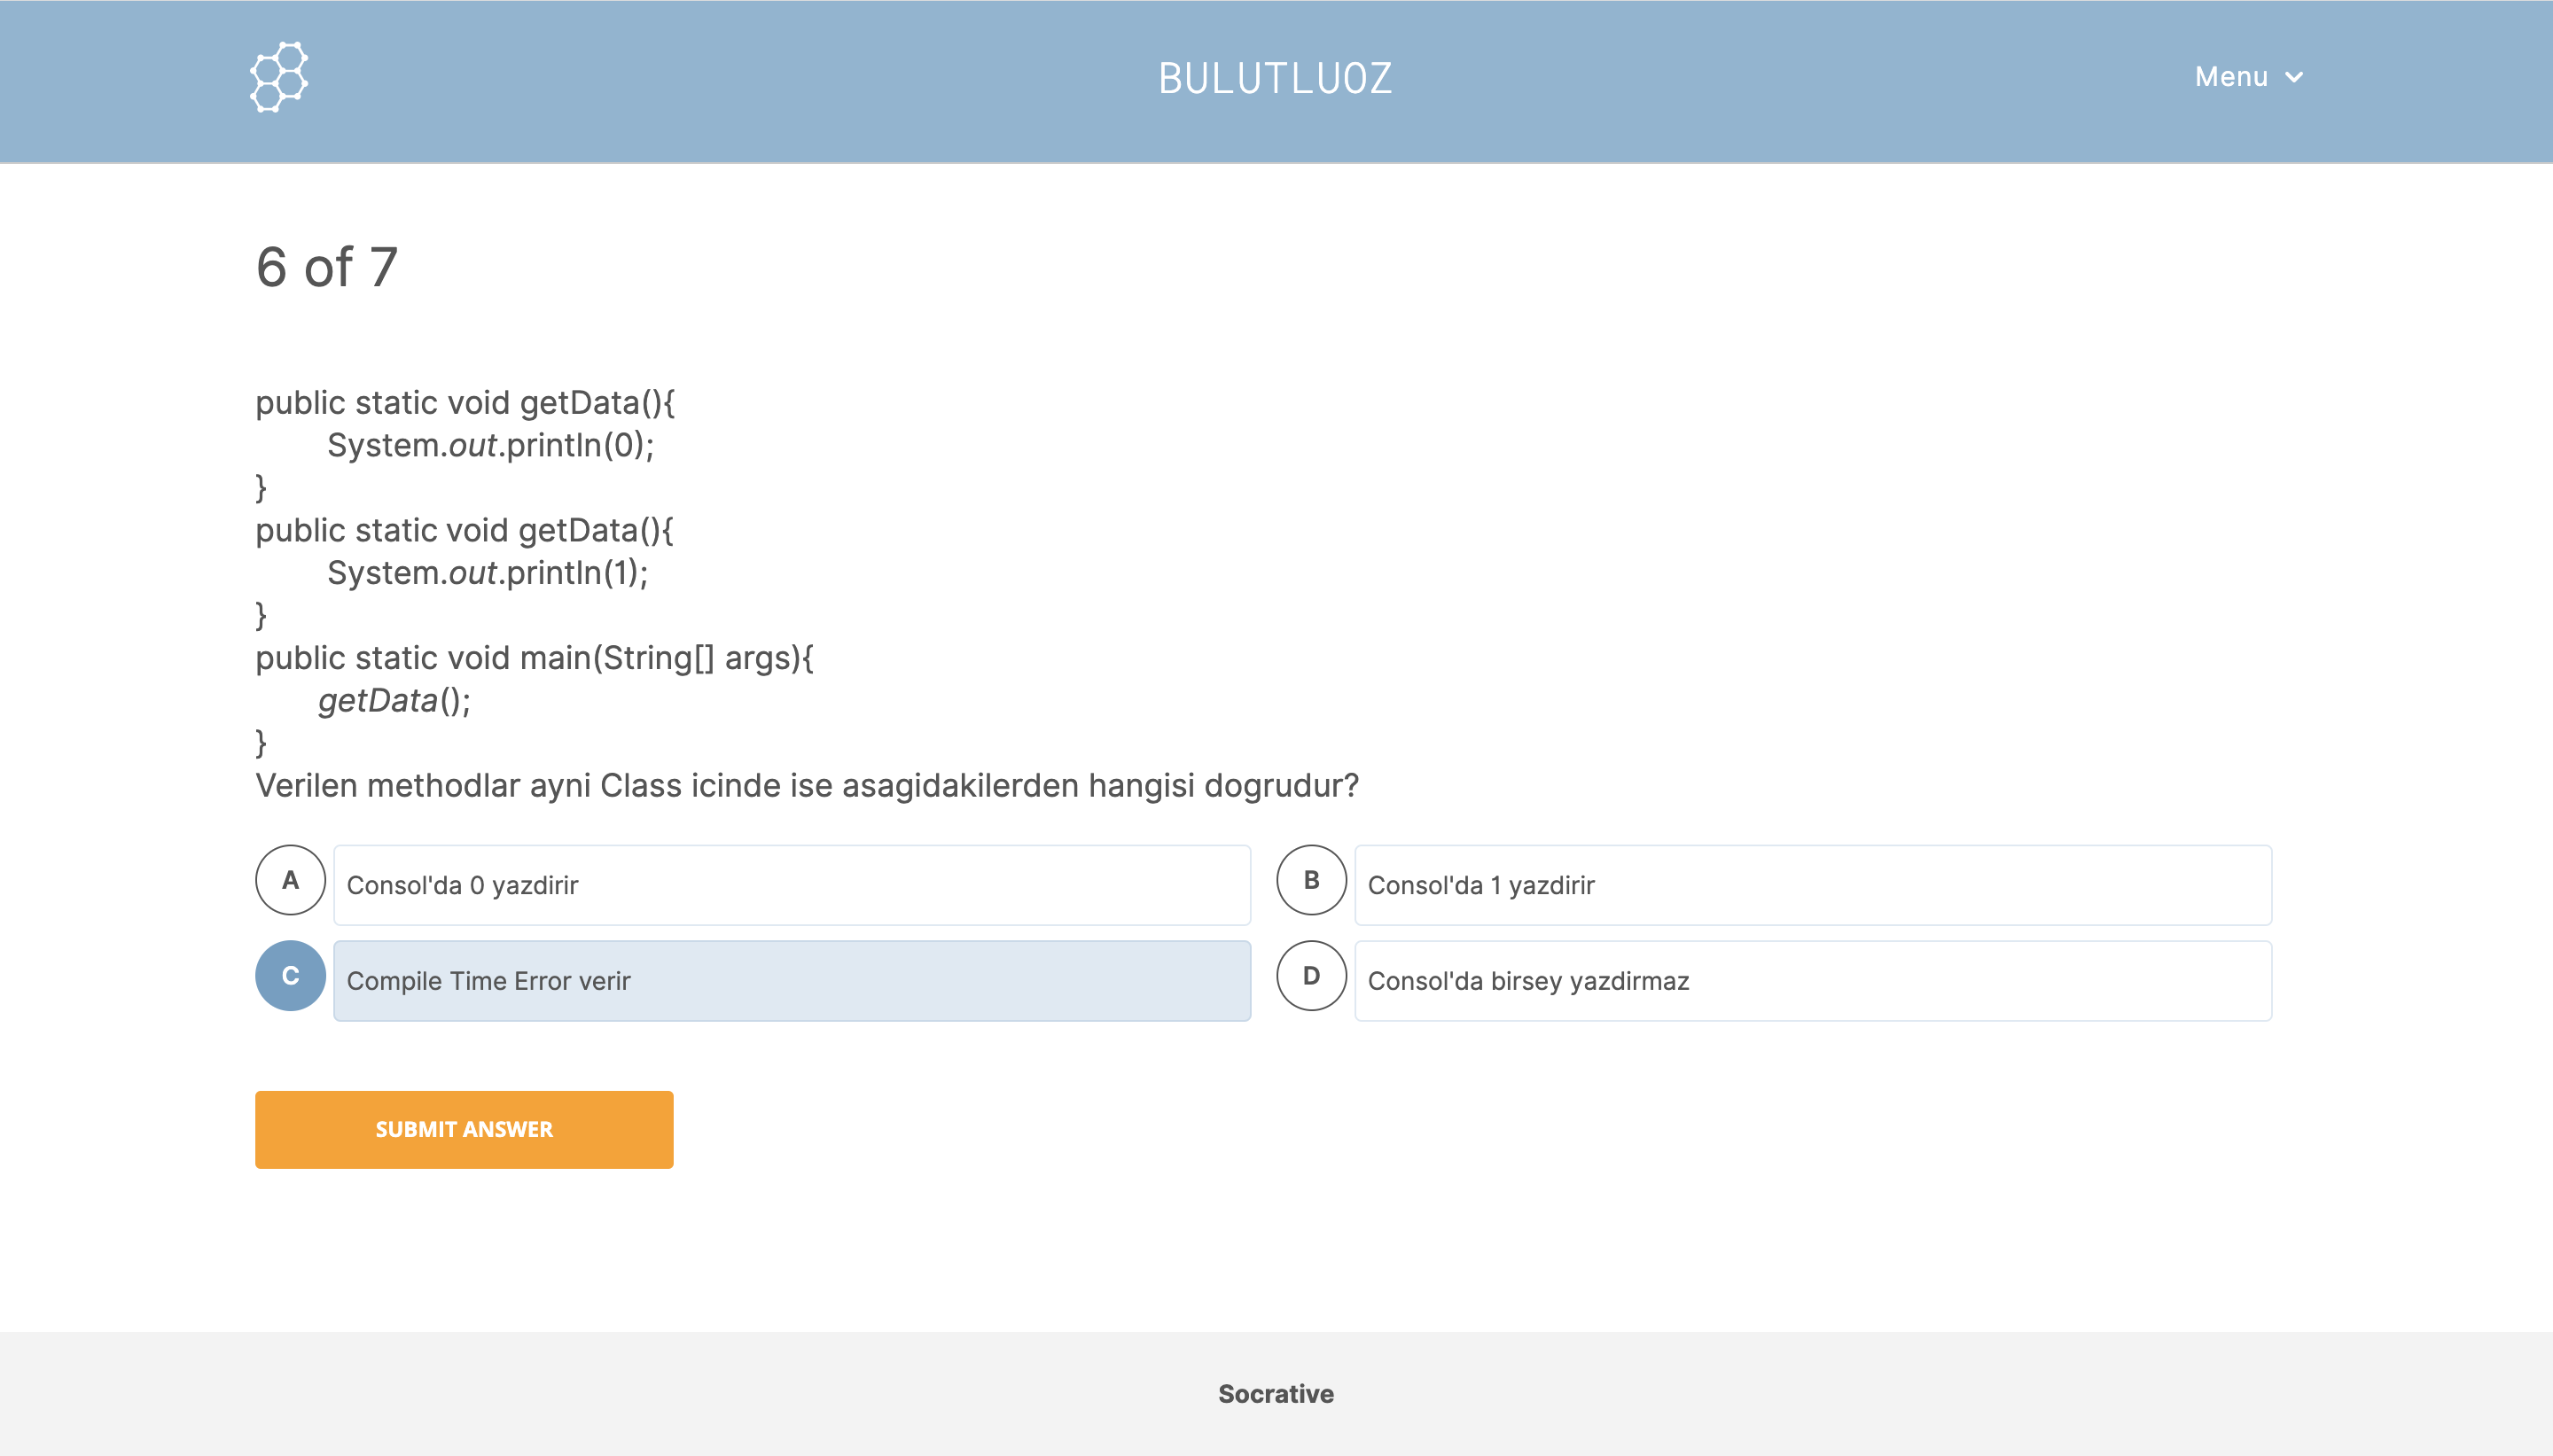 BULUTLUOZ
Menu
6 of 7
public static void getData(){
System.out.println(0);
}
public static void getData(){
System.out.println(1);
}
public static void main(String[] args){
getData();
}
Verilen methodlar ayni Class icinde ise asagidakilerden hangisi dogrudur?
A Consol'da 0 yazdirir
B Consol'da 1 yazdirir
C Compile Time Error verir
D Consol'da birsey yazdirmaz
SUBMIT ANSWER
Socrative